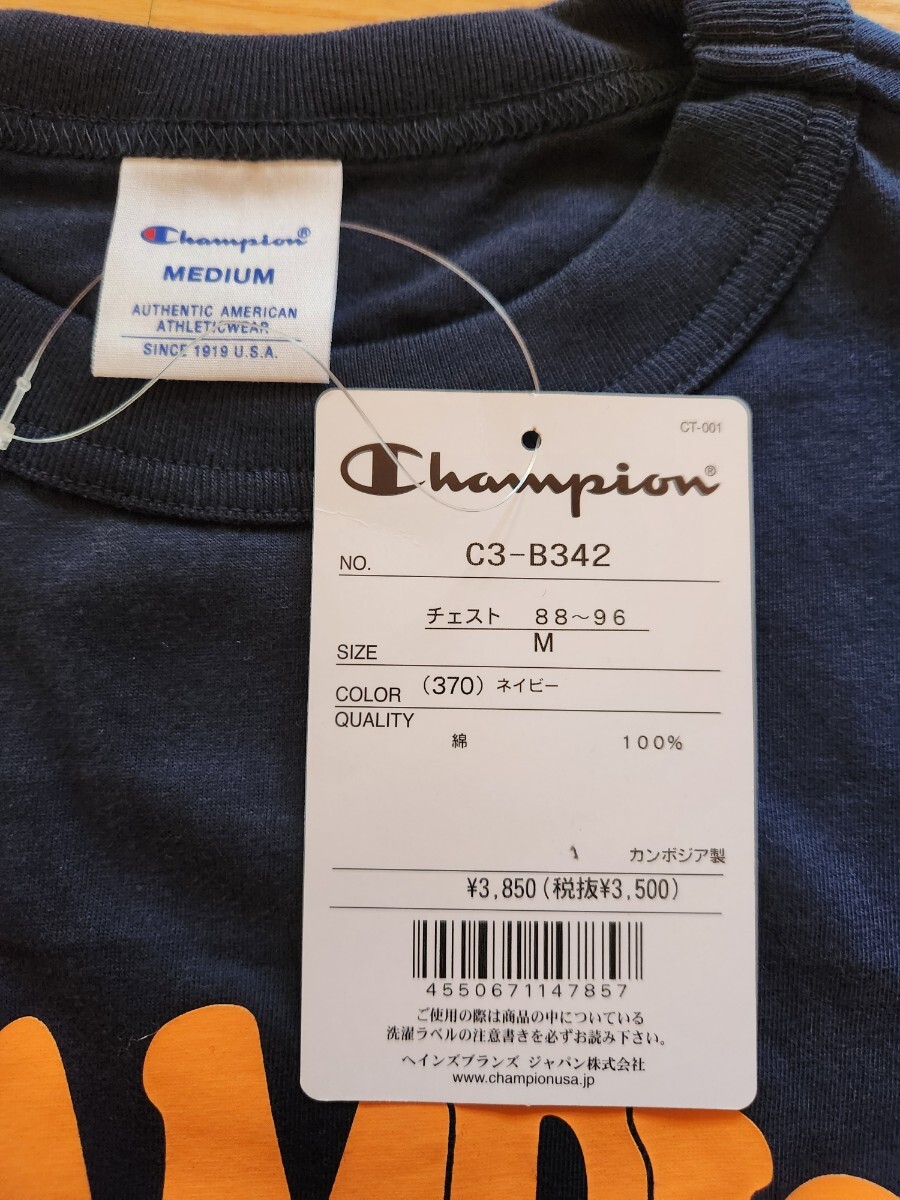 Champion®
MEDIUM
AUTHENTIC AMERICAN
ATHLETICWEAR
SINCE 1919 U.S.A.
CT-001
Champion®
NO. C3-B342
チェスト 88～96
SIZE M
COLOR (370) ネイビー
QUALITY
綿 100%
カンボジア製
¥3,850(税抜¥3,500)
4550671147857
ご使用の際は商品の中についている
洗濯ラベルの注意書きを必ずお読み下さい。
ヘインズブランズ ジャパン株式会社
www.championusa.jp